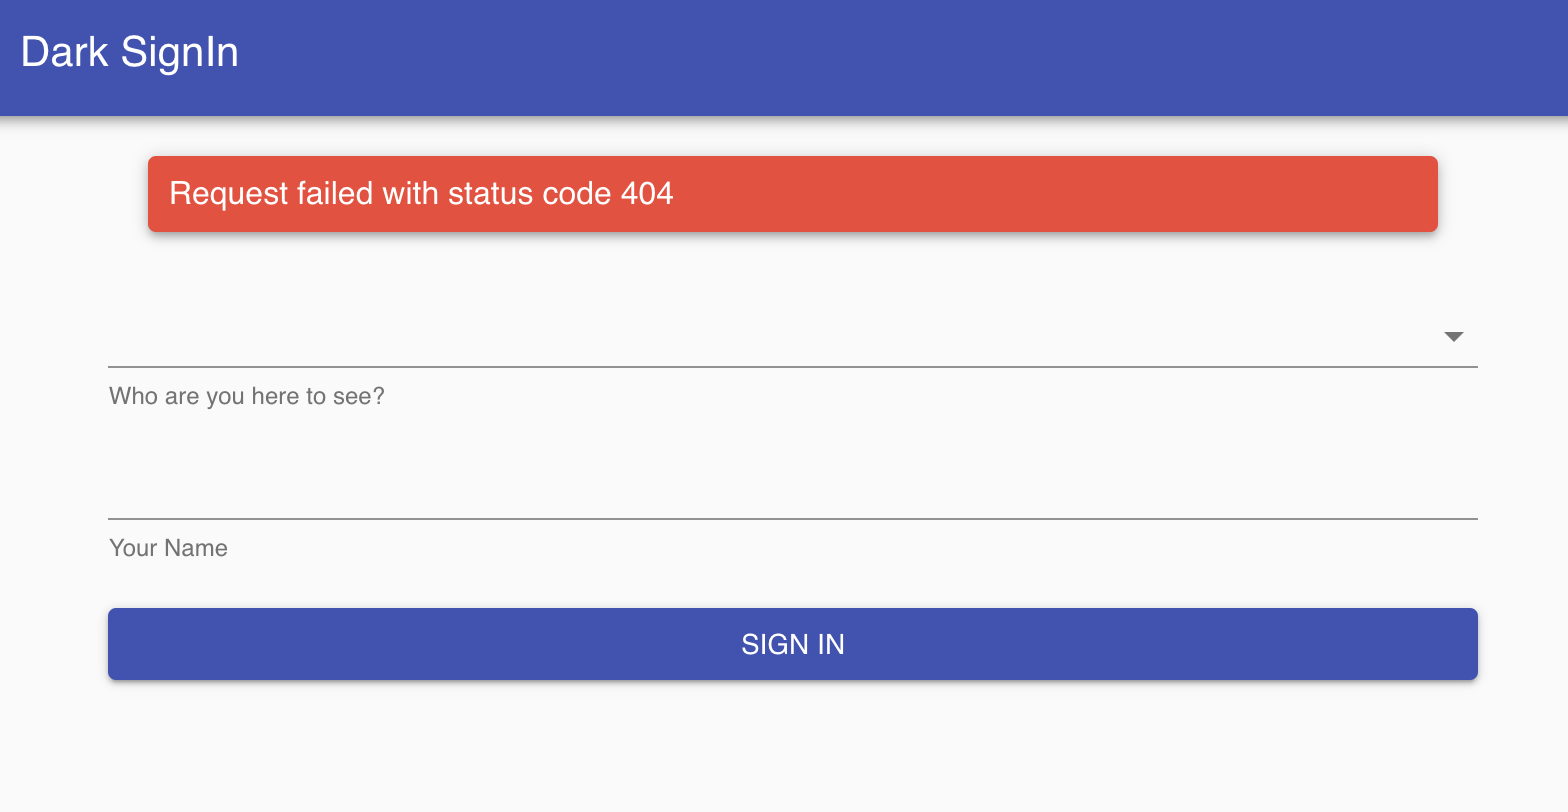 Dark SignIn
Request failed with status code 404
Who are you here to see?
Your Name
SIGN IN